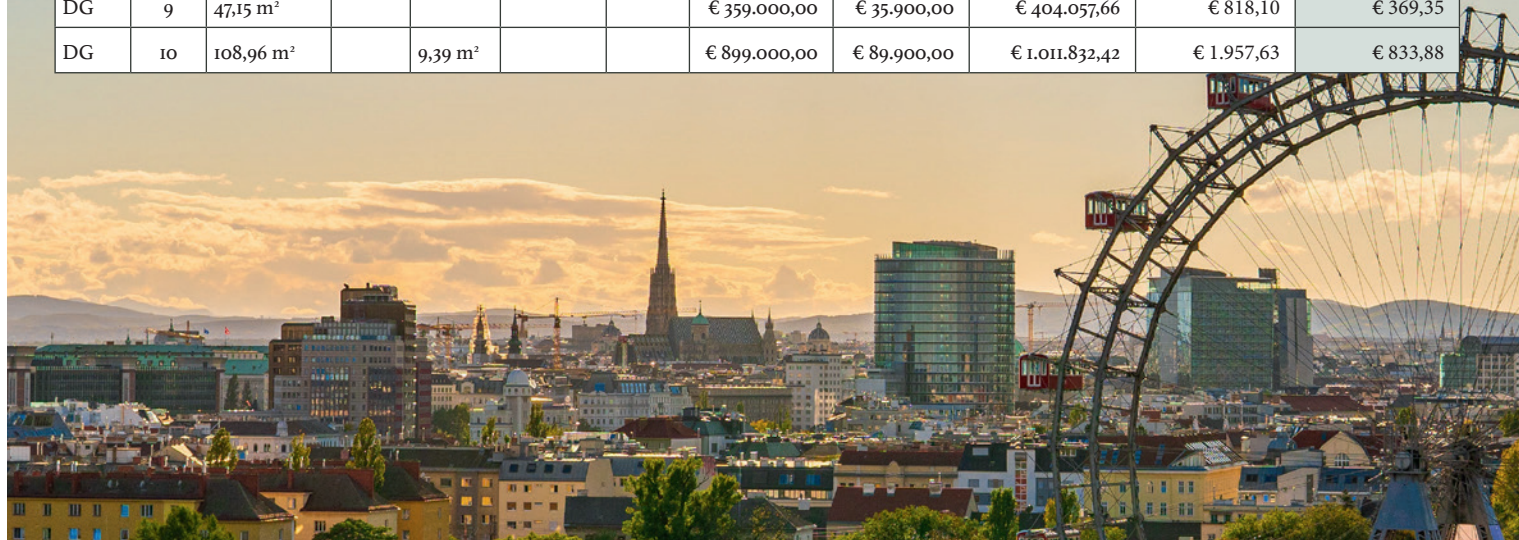 DG 9 47,15 m² € 359.000,00 € 35.900,00 € 404.057,66 € 818,10 € 369,35
DG 10 108,96 m² 9,39 m² € 899.000,00 € 89.900,00 € 1.011.832,42 € 1.957,63 € 833,88